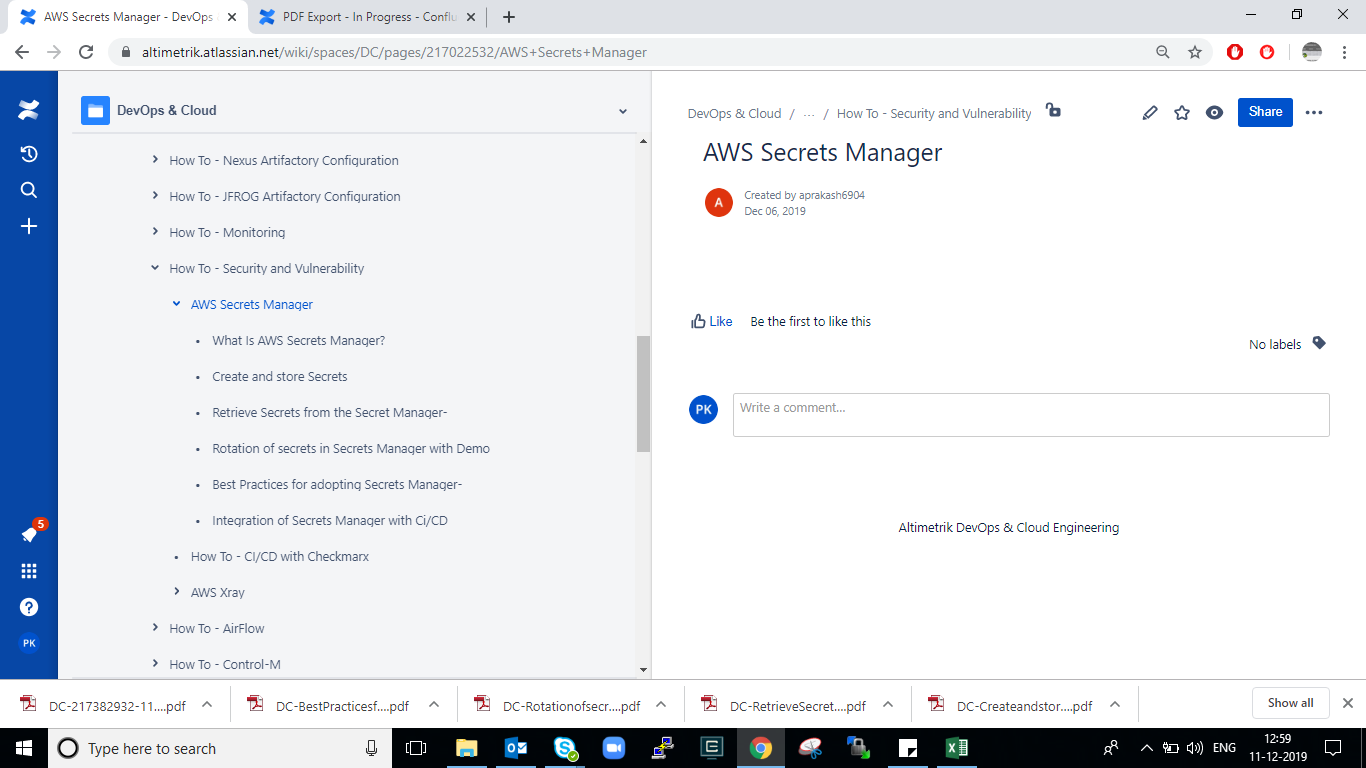 AWS Secrets Manager - DevOps
PDF Export - In Progress - Conflu
altimetrik.atlassian.net/wiki/spaces/DC/pages/217022532/AWS+Secrets+Manager
DevOps & Cloud
How To - Nexus Artifactory Configuration
How To - JFROG Artifactory Configuration
How To - Monitoring
How To - Security and Vulnerability
AWS Secrets Manager
What Is AWS Secrets Manager?
Create and store Secrets
Retrieve Secrets from the Secret Manager-
Rotation of secrets in Secrets Manager with Demo
Best Practices for adopting Secrets Manager-
Integration of Secrets Manager with Ci/CD
How To - CI/CD with Checkmarx
AWS Xray
How To - AirFlow
How To - Control-M
5
PK
DevOps & Cloud / ... / How To - Security and Vulnerability
Share
AWS Secrets Manager
A
Created by aprakash6904
Dec 06, 2019
Like Be the first to like this
No labels
PK
Write a comment...
Altimetrik DevOps & Cloud Engineering
DC-217382932-11....pdf
DC-BestPracticesf....pdf
DC-Rotationofsecr....pdf
DC-RetrieveSecret....pdf
DC-Createandstor....pdf
Show all
Type here to search
ENG
12:59
11-12-2019